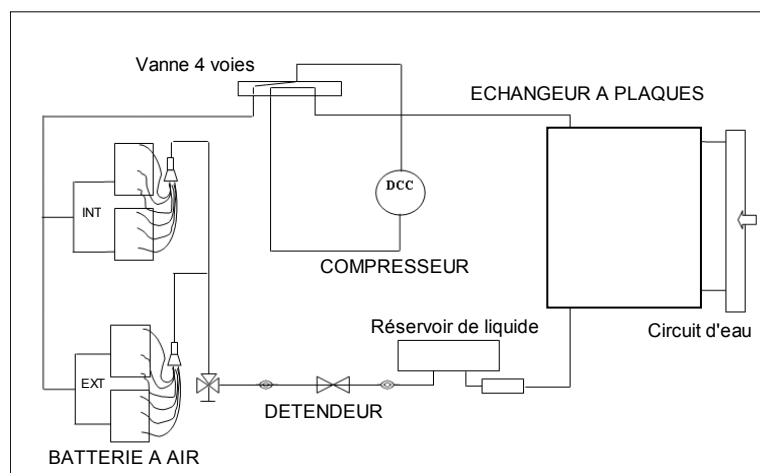 Vanne 4 voies
ECHANGEUR A PLAQUES
DCC
INT
COMPRESSEUR
Réservoir de liquide
Circuit d'eau
EXT
DETENDEUR
BATTERIE A AIR